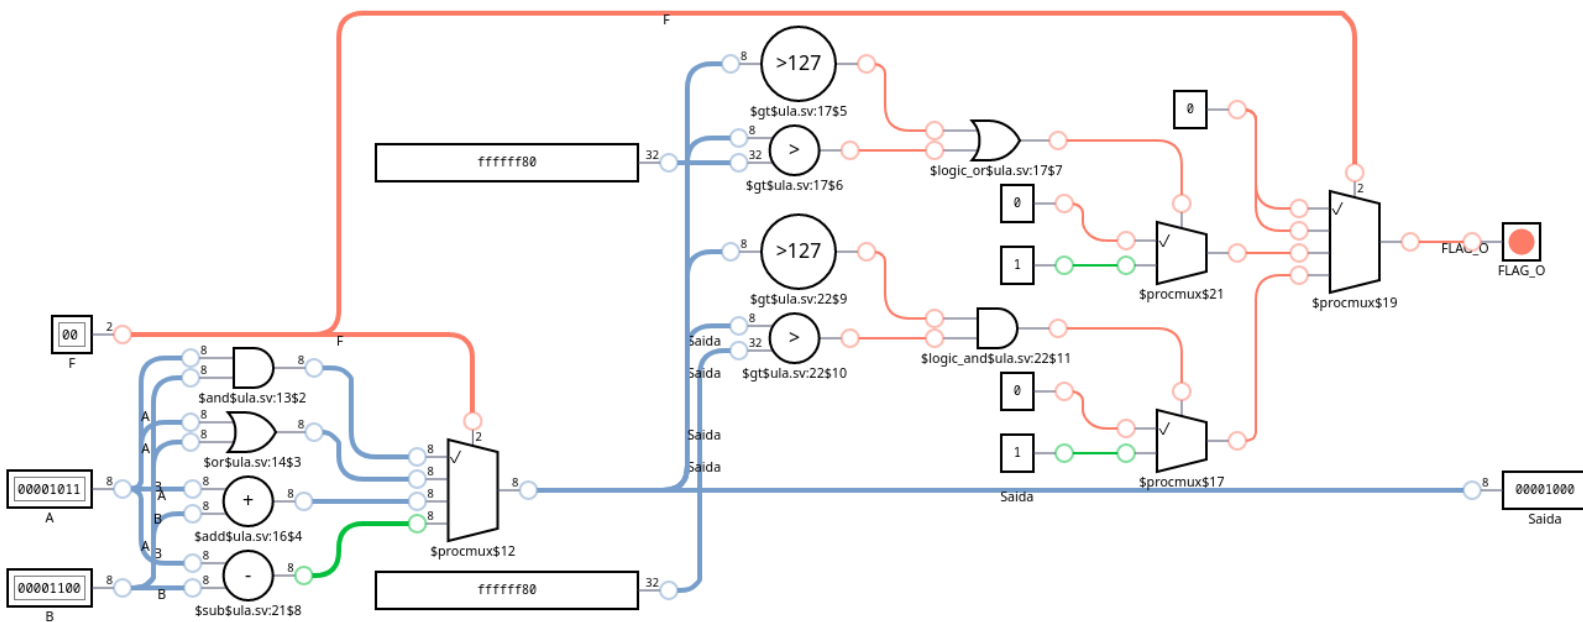 F
8
>127
$gt$ula.sv:17$5
0
8
>
32
$gt$ula.sv:17$6
ffffff80
32
$logic_or$ula.sv:17$7
2
✓
0
✓
1
$procmux$21
FLAG_O
FLAG_O
$procmux$19
8
>127
$gt$ula.sv:22$9
00
2
F
F
8
>
32
$gt$ula.sv:22$10
Saida
Saida
Saida
Saida
$logic_and$ula.sv:22$11
0
✓
1
$procmux$17
8
8
8
$and$ula.sv:13$2
A
8
8
8
A
$or$ula.sv:14$3
2
8
✓
8
8
8
8
$procmux$12
00001011
8
A
B
A
8
+
8
8
B
$add$ula.sv:16$4
A
B
8
-
8
8
B
$sub$ula.sv:21$8
00001100
8
B
ffffff80
32
Saida
8
00001000
Saida